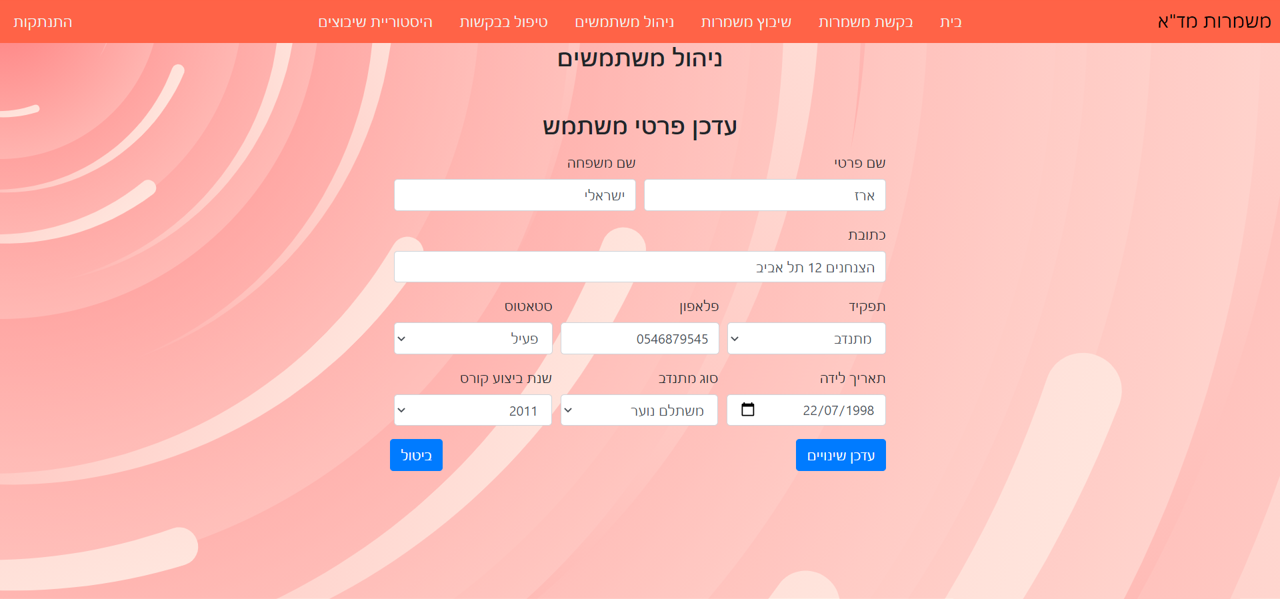 משמרות מד"א בית בקשת משמרות שיבוץ משמרות ניהול משתמשים טיפול בבקשות היסטוריית שיבוצים התנתקות
ניהול משתמשים
עדכן פרטי משתמש
שם פרטי שם משפחה
ארז ישראלי
כתובת
הצנחנים 12 תל אביב
תפקיד פלאפון סטאטוס
מתנדב 0546879545 פעיל
תאריך לידה סוג מתנדב שנת ביצוע קורס
22/07/1998 משתלם נוער 2011
עדכן שינויים ביטול